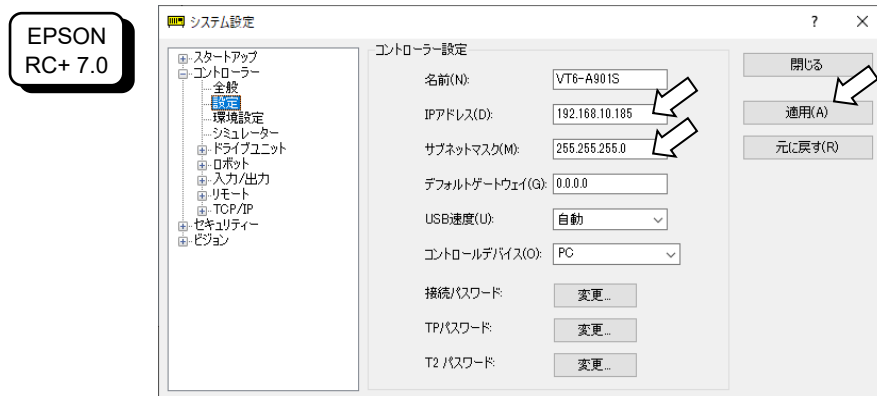 EPSON
RC+ 7.0
システム設定
? ×
スタートアップ
コントローラー
全般
設定
環境設定
シミュレーター
ドライブユニット
ロボット
入力/出力
リモート
TCP/IP
セキュリティー
ビジョン
コントローラー設定
名前(N): VT6-A901S
IPアドレス(D): 192.168.10.185
サブネットマスク(M): 255.255.255.0
デフォルトゲートウェイ(G): 0.0.0.0
USB速度(U): 自動
コントロールデバイス(O): PC
接続パスワード: 変更...
TPパスワード: 変更...
T2 パスワード: 変更...
閉じる
適用(A)
元に戻す(R)